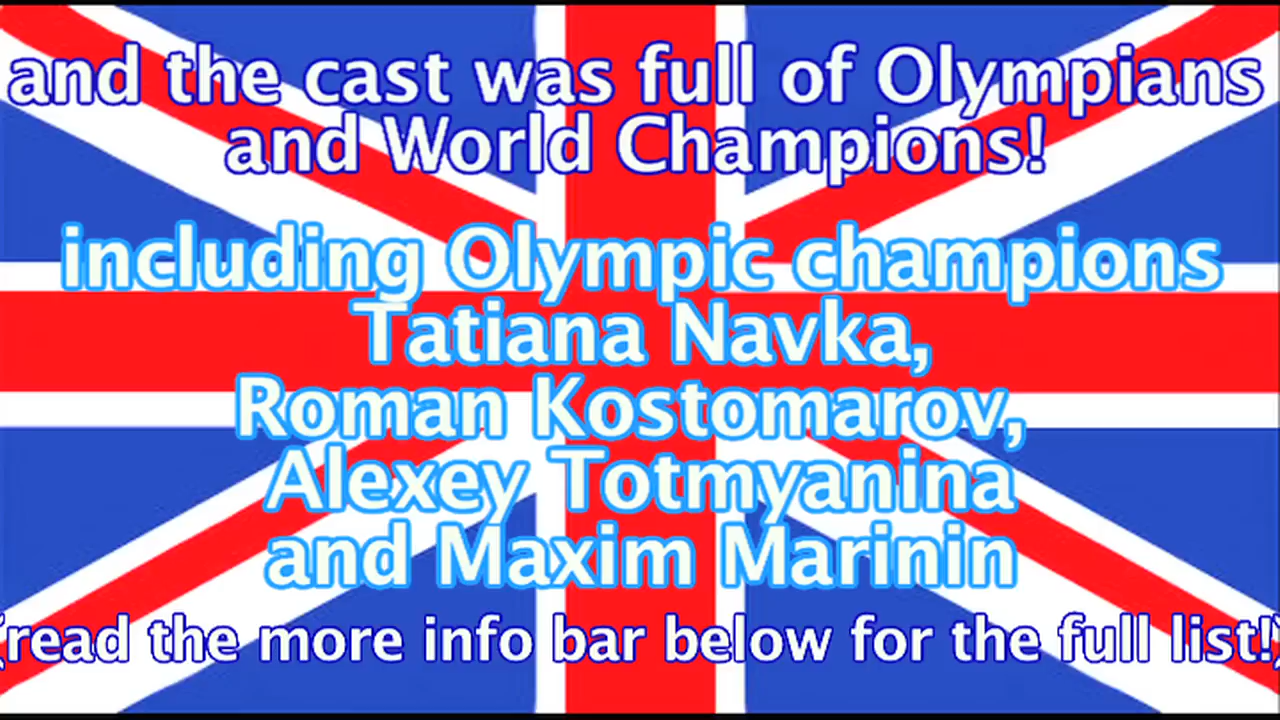 and the cast was full of Olympians
and World Champions!
including Olympic champions
Tatiana Navka,
Roman Kostomarov,
Alexey Totmyanina
and Maxim Marinin
(read the more info bar below for the full list!)